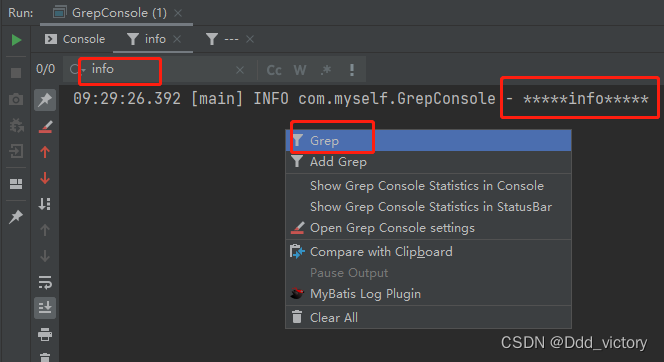 Run: GrepConsole (1) ×
Console info × --- ×
0/0 info × Cc W .* !
09:29:26.392 [main] INFO com.myself.GrepConsole - *****info*****
Grep
Add Grep
Show Grep Console Statistics in Console
Show Grep Console Statistics in StatusBar
Open Grep Console settings
Compare with Clipboard
Pause Output
MyBatis Log Plugin
Clear All
CSDN @Ddd_victory